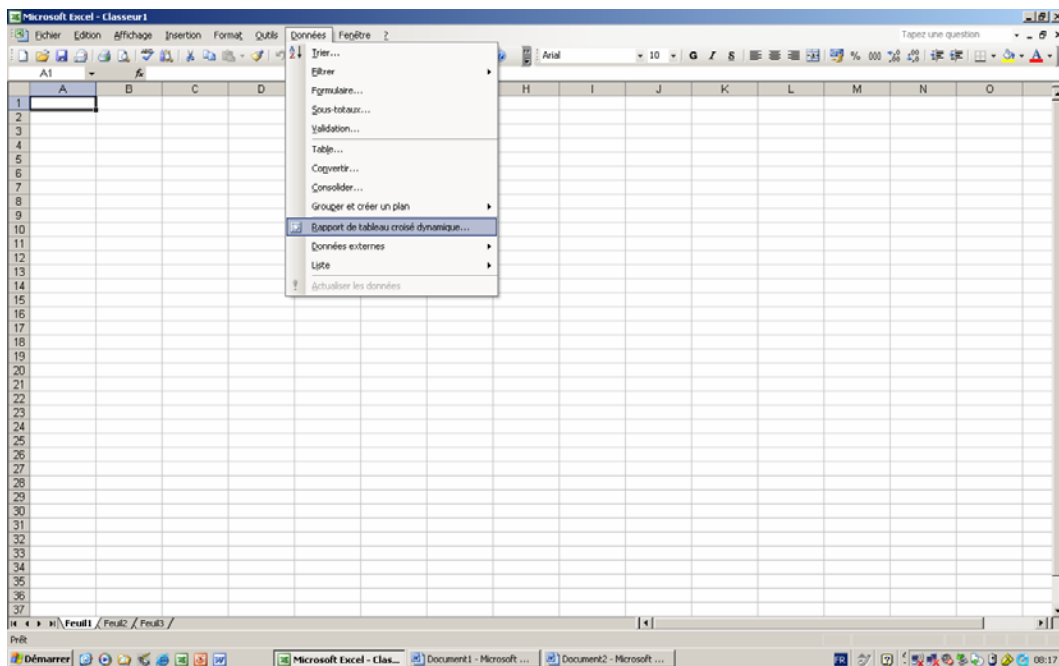 Microsoft Excel - Classeur1
Fichier Edition Affichage Insertion Format Outils Données Fenêtre ? Tapez une question
Arial 10 G I S % 000
A1 fx
A B C D H I J K L M N O
Trier...
Filtrer
Formulaire...
Sous-totaux...
Validation...
Table...
Convertir...
Consolider...
Grouper et créer un plan
Rapport de tableau croisé dynamique...
Données externes
Liste
Actualiser les données
1
2
3
4
5
6
7
8
9
10
11
12
13
14
15
16
17
18
19
20
21
22
23
24
25
26
27
28
29
30
31
32
33
34
35
36
37
Feuil1 Feuil2 Feuil3
Prêt
Démarrer Microsoft Excel - Clas... Document1 - Microsoft ... Document2 - Microsoft ... FR 08:17